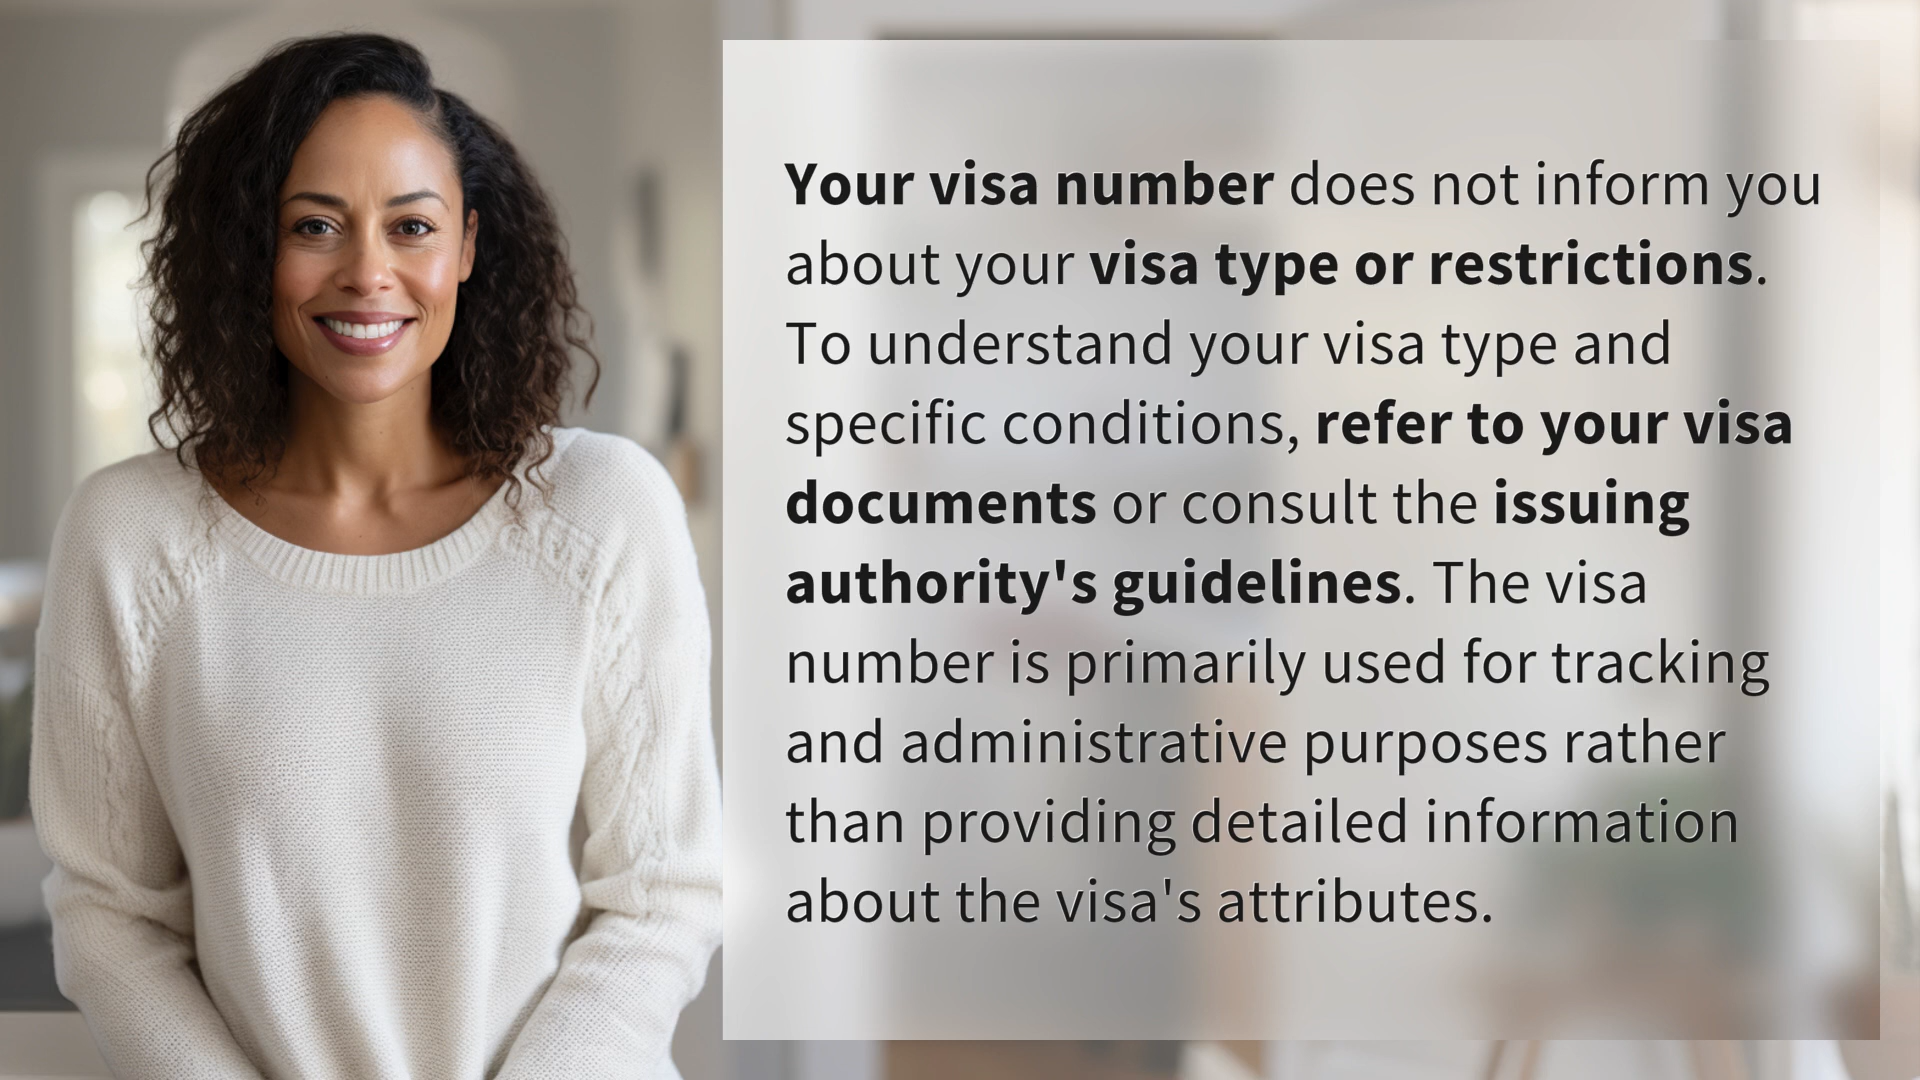 Your visa number does not inform you
about your visa type or restrictions.
To understand your visa type and
specific conditions, refer to your visa
documents or consult the issuing
authority's guidelines. The visa
number is primarily used for tracking
and administrative purposes rather
than providing detailed information
about the visa's attributes.